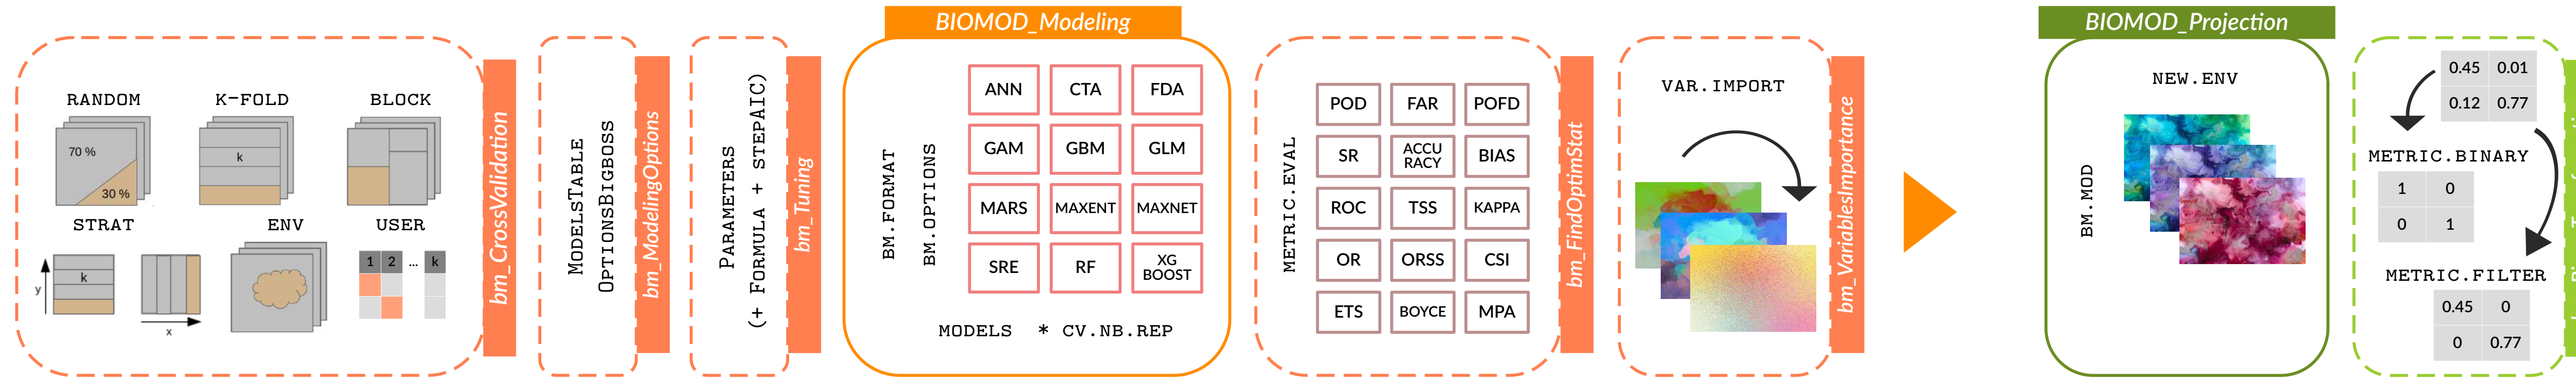 RANDOM
K-FOLD
BLOCK
70 %
30 %
k
STRAT
ENV
USER
k
y
x
1 2 ... k
bm_CrossValidation
MODELSTABLE
OPTIONSBIGBOSS
bm_ModelingOptions
PARAMETERS
(+ FORMULA + STEPAIC)
bm_Tuning
BIOMOD_Modeling
BM.FORMAT
BM.OPTIONS
ANN CTA FDA
GAM GBM GLM
MARS MAXENT MAXNET
SRE RF XG
BOOST
MODELS * CV.NB.REP
METRIC.EVAL
POD FAR POFD
SR ACCU
RACY BIAS
ROC TSS KAPPA
OR ORSS CSI
ETS BOYCE MPA
bm_FindOptimStat
VAR.IMPORT
bm_VariablesImportance
BIOMOD_Projection
BM.MOD
NEW.ENV
0.45 0.01
0.12 0.77
METRIC.BINARY
1 0
0 1
METRIC.FILTER
0.45 0
0 0.77